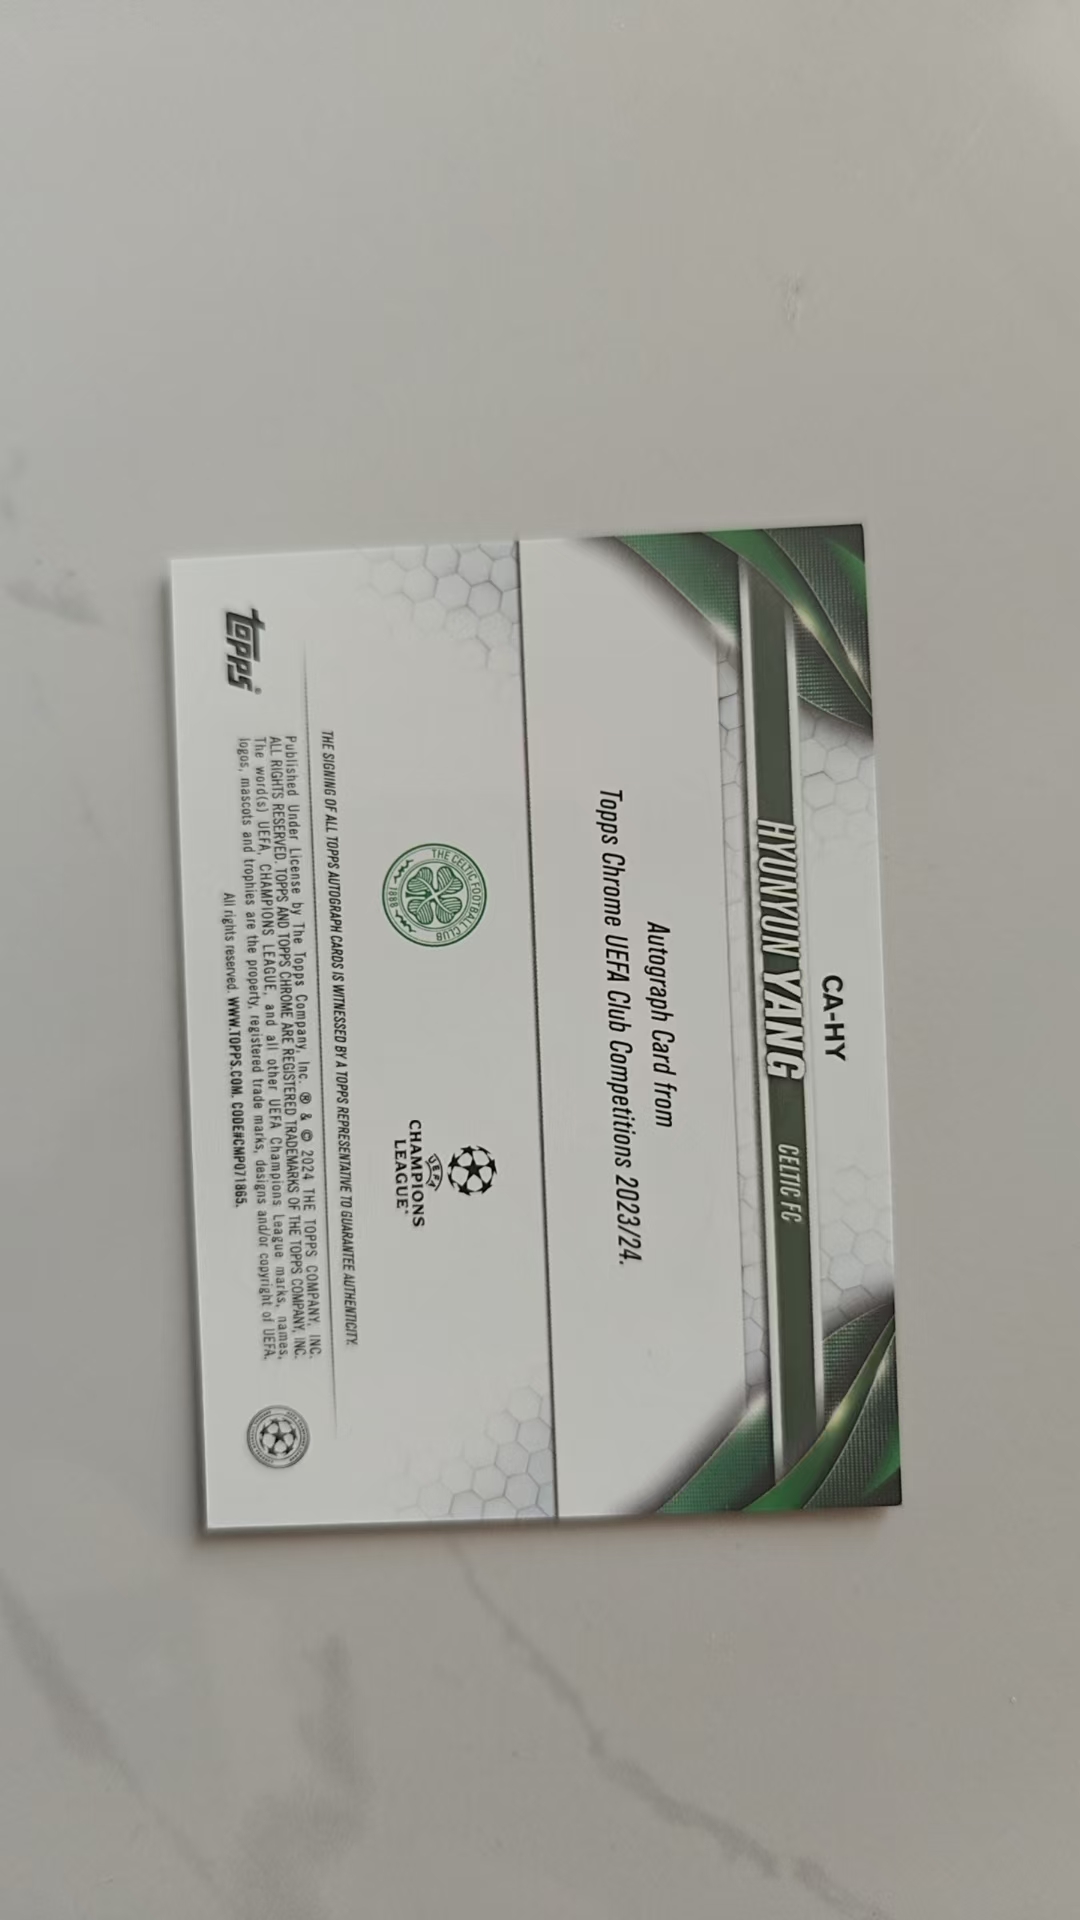 CA-HY
HYUNJUN YANG CELTIC FC
Autograph Card from
Topps Chrome UEFA Club Competitions 2023/24.
THE CELTIC FOOTBALL CLUB
1888
UEFA
CHAMPIONS
LEAGUE
THE SIGNING OF ALL TOPPS AUTOGRAPH CARDS IS WITNESSED BY A TOPPS REPRESENTATIVE TO GUARANTEE AUTHENTICITY.
topps
Published Under License by The Topps Company, Inc. ® & © 2024 THE TOPPS COMPANY, INC.
ALL RIGHTS RESERVED. TOPPS AND TOPPS CHROME ARE REGISTERED TRADEMARKS OF THE TOPPS COMPANY, INC.
The word(s) UEFA, CHAMPIONS LEAGUE, and all other UEFA Champions League marks, names,
logos, mascots and trophies are the property, registered trade marks, designs and/or copyright of UEFA.
All rights reserved. WWW.TOPPS.COM. CODE#CMP071865.